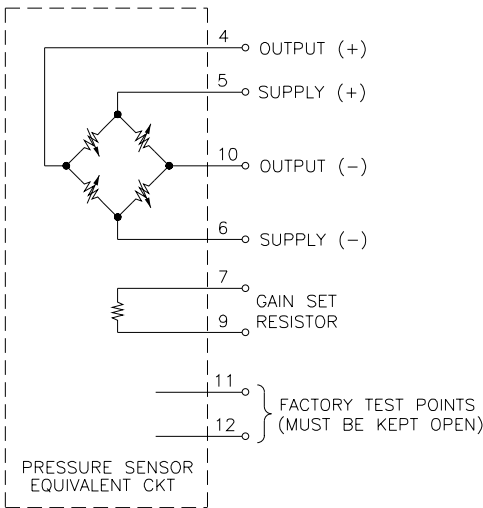 4
OUTPUT (+)
5
SUPPLY (+)
10
OUTPUT (−)
6
SUPPLY (−)
7
GAIN SET
RESISTOR
9
11
FACTORY TEST POINTS
(MUST BE KEPT OPEN)
12
PRESSURE SENSOR
EQUIVALENT CKT